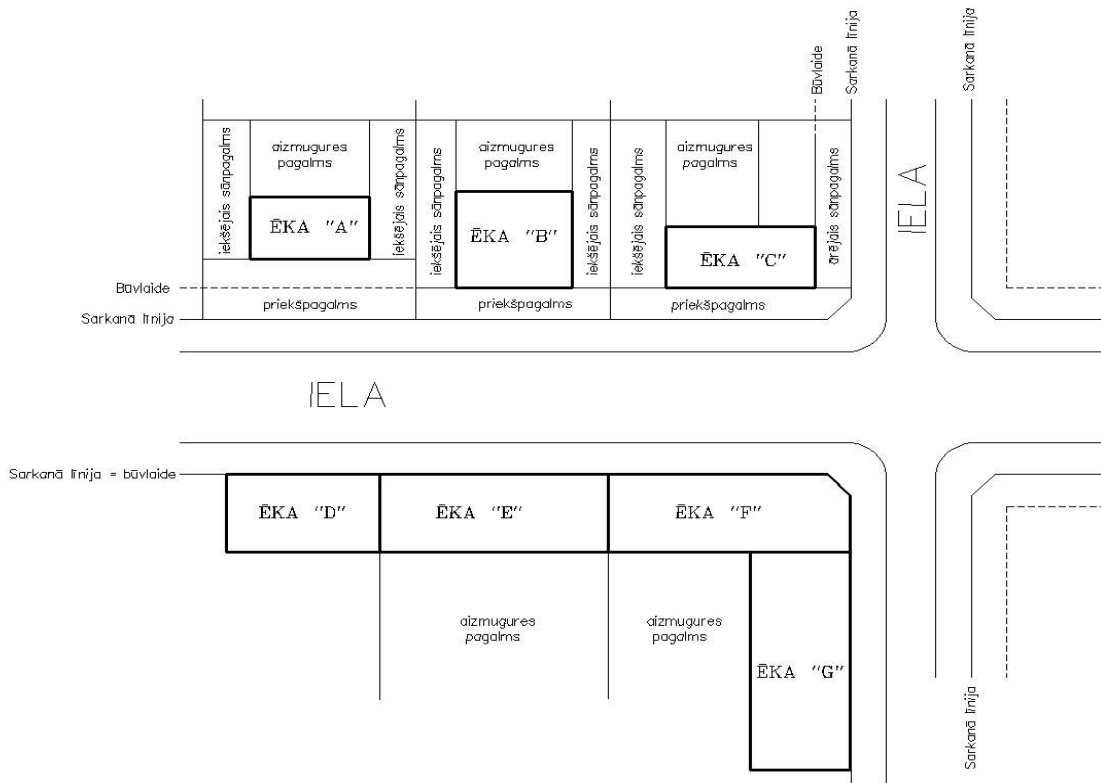 Būvlaide
Sarkanā līnija
Sarkanā līnija
iekšējais sānpagalms
aizmugures
pagalms
iekšējais sānpagalms
iekšējais sānpagalms
aizmugures
pagalms
iekšējais sānpagalms
iekšējais sānpagalms
aizmugures
pagalms
ārējais sānpagalms
IELA
ĒKA "A"
ĒKA "B"
ĒKA "C"
Būvlaide
priekšpagalms
priekšpagalms
priekšpagalms
Sarkanā līnija
IELA
Sarkanā līnija = būvlaide
ĒKA "D"
ĒKA "E"
ĒKA "F"
aizmugures
pagalms
aizmugures
pagalms
ĒKA "G"
Sarkanā līnija